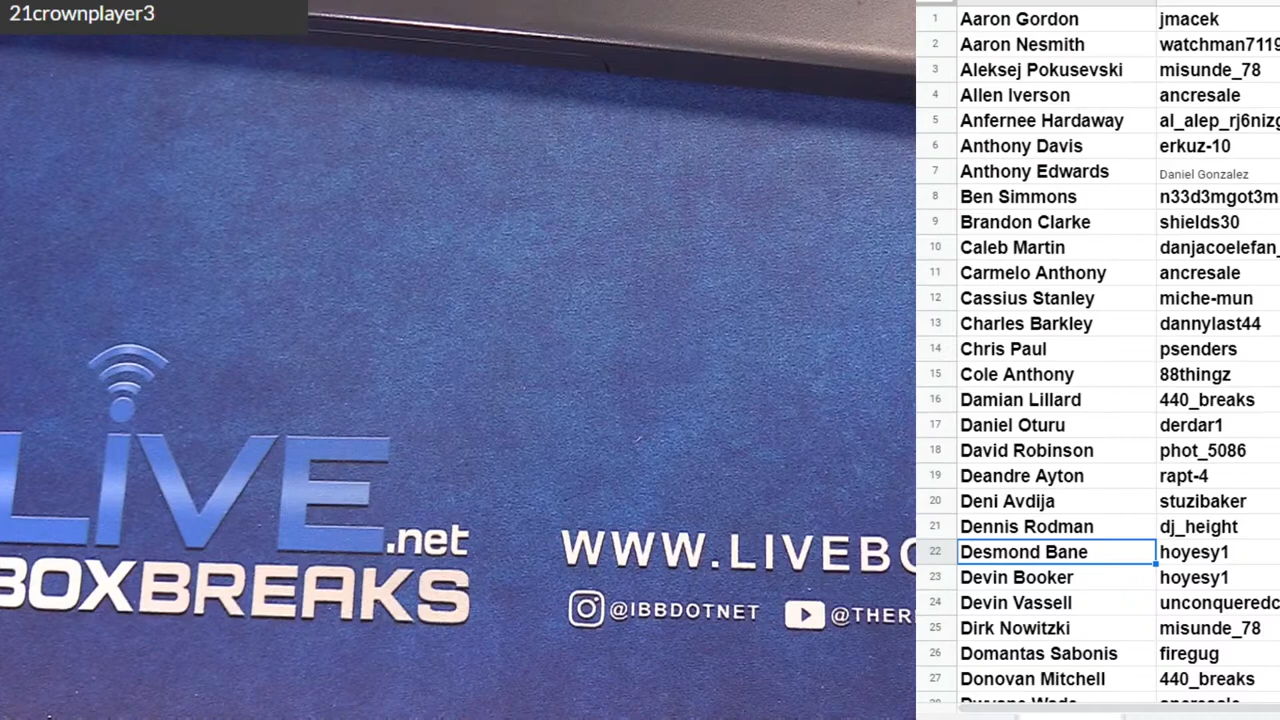 21crownplayer3
LIVE.net
BOXBREAKS
WWW.LIVEBO
@IBBDOTNET
@THER
1 Aaron Gordon jmacek
2 Aaron Nesmith watchman7119
3 Aleksej Pokusevski misunde_78
4 Allen Iverson ancresale
5 Anfernee Hardaway al_alep_rj6nizg
6 Anthony Davis erkuz-10
7 Anthony Edwards Daniel Gonzalez
8 Ben Simmons n33d3mgot3m
9 Brandon Clarke shields30
10 Caleb Martin danjacoelefan_
11 Carmelo Anthony ancresale
12 Cassius Stanley miche-mun
13 Charles Barkley dannylast44
14 Chris Paul psenders
15 Cole Anthony 88thingz
16 Damian Lillard 440_breaks
17 Daniel Oturu derdar1
18 David Robinson phot_5086
19 Deandre Ayton rapt-4
20 Deni Avdija stuzibaker
21 Dennis Rodman dj_height
22 Desmond Bane hoyesy1
23 Devin Booker hoyesy1
24 Devin Vassell unconqueredc
25 Dirk Nowitzki misunde_78
26 Domantas Sabonis firegug
27 Donovan Mitchell 440_breaks